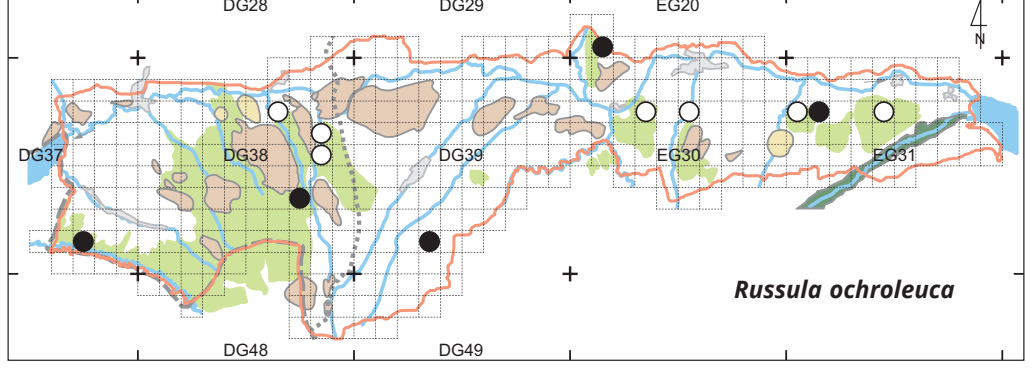 DG28 DG29 EG20
N
DG37 DG38 DG39 EG30 EG31
Russula ochroleuca
DG48 DG49